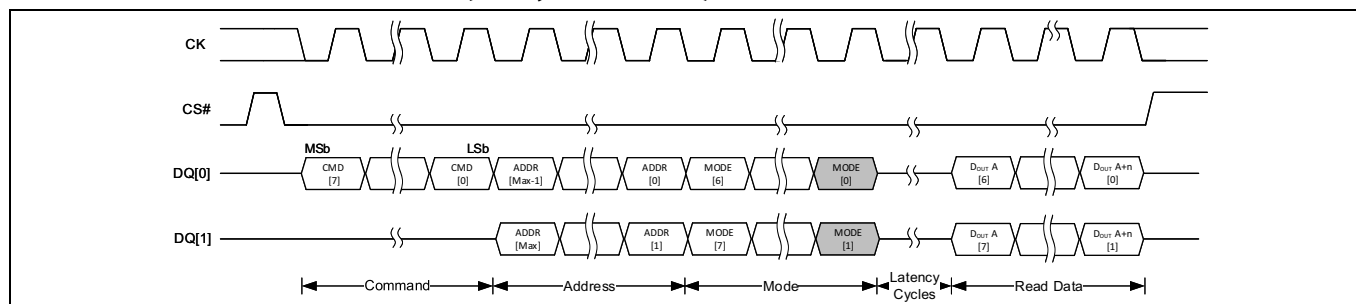 CK
CS#
MSb LSb
DQ[0] CMD [7] CMD [0] ADDR [Max-1] ADDR [0] MODE [6] MODE [0] DOUT A [6] DOUT A+n [0]
DQ[1] ADDR [Max] ADDR [1] MODE [7] MODE [1] DOUT A [7] DOUT A+n [1]
Command Address Mode Latency Cycles Read Data